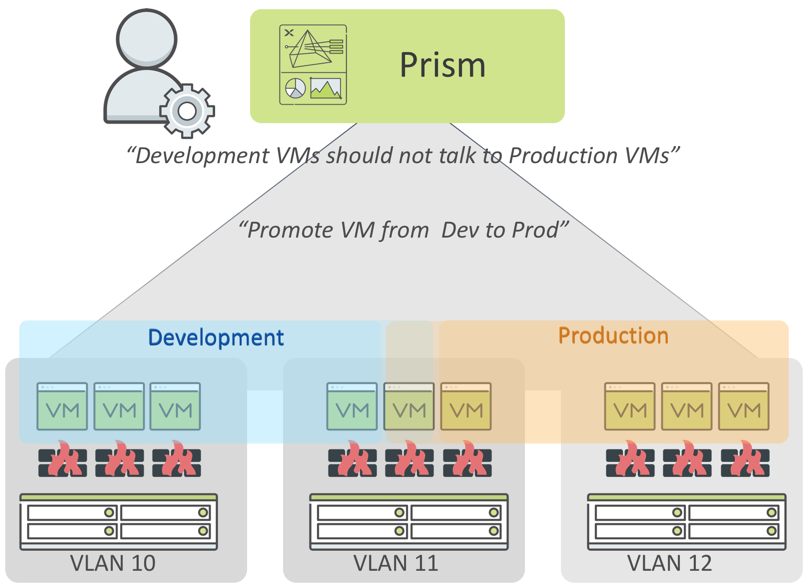 Prism
“Development VMs should not talk to Production VMs”
“Promote VM from Dev to Prod”
Development
Production
VM VM VM VM VM VM VM VM VM
VLAN 10
VLAN 11
VLAN 12